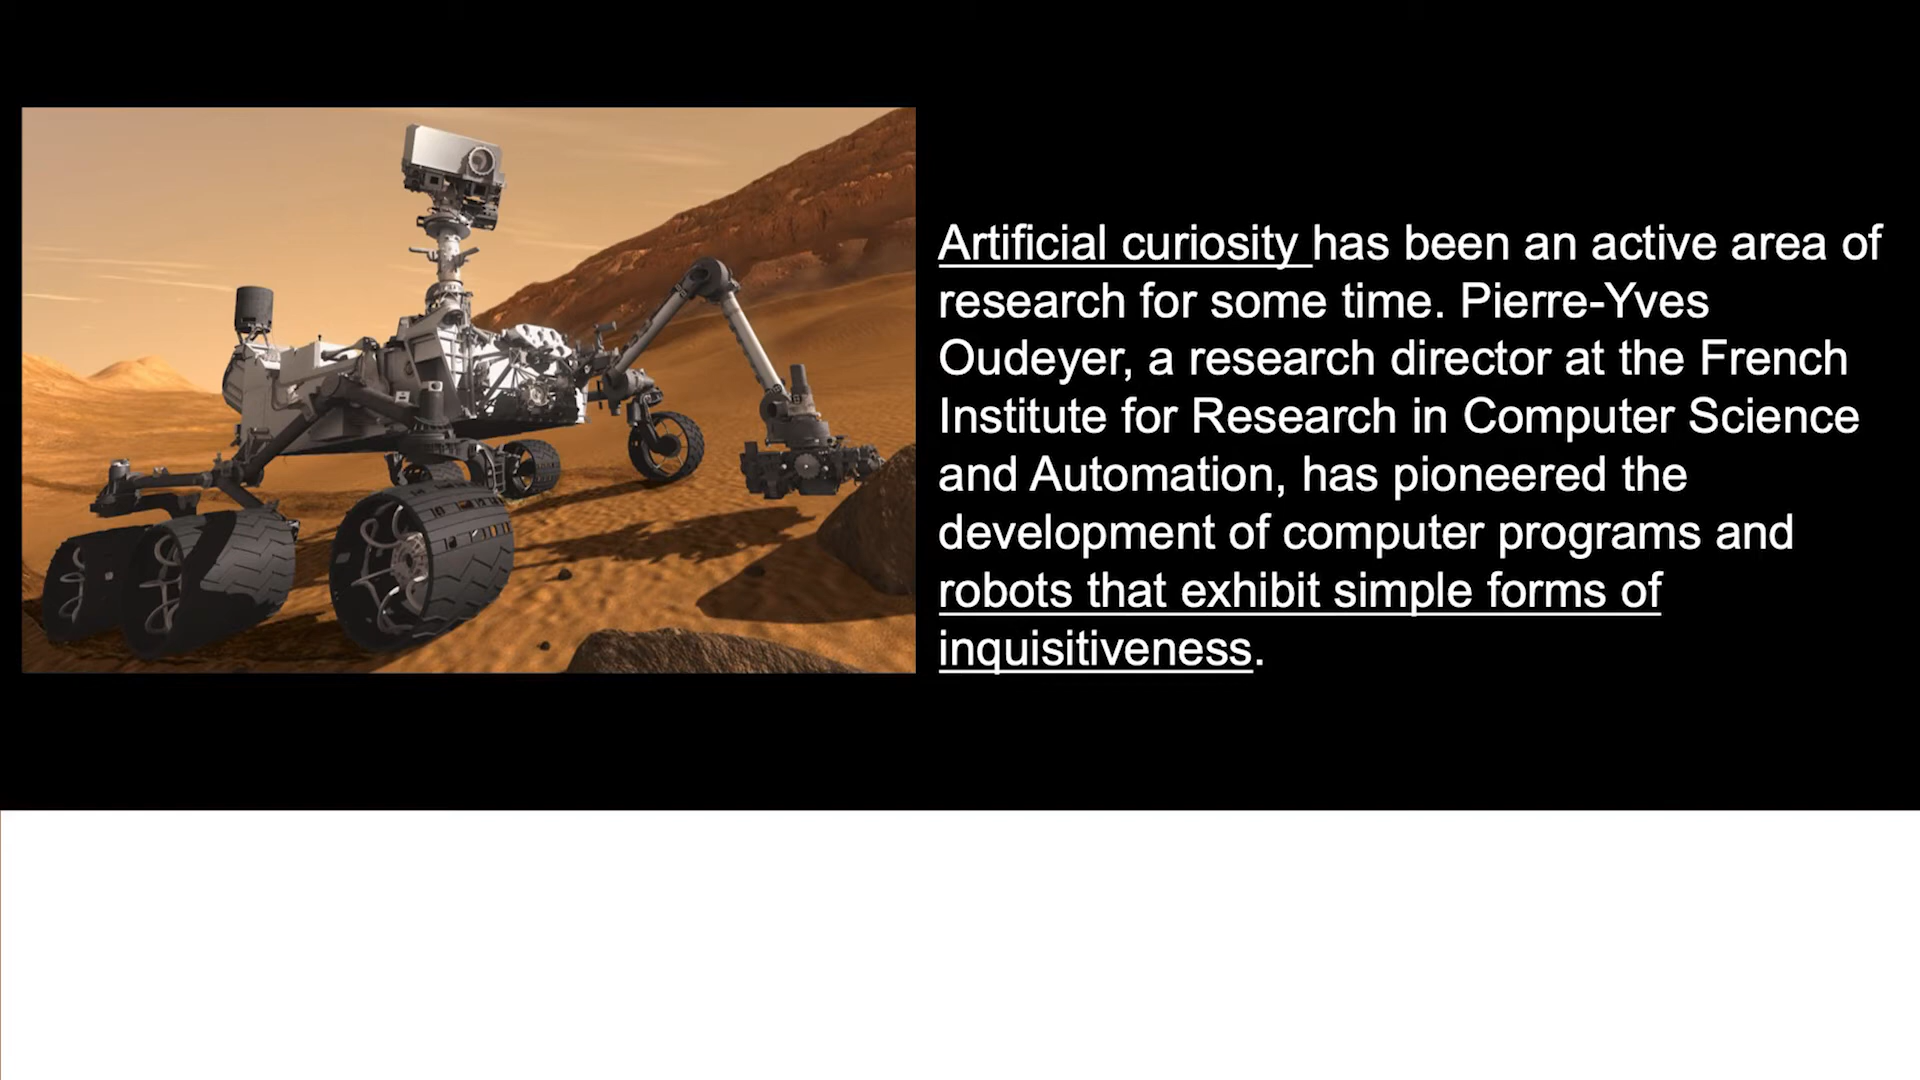 Artificial curiosity has been an active area of
research for some time. Pierre-Yves
Oudeyer, a research director at the French
Institute for Research in Computer Science
and Automation, has pioneered the
development of computer programs and
robots that exhibit simple forms of
inquisitiveness.